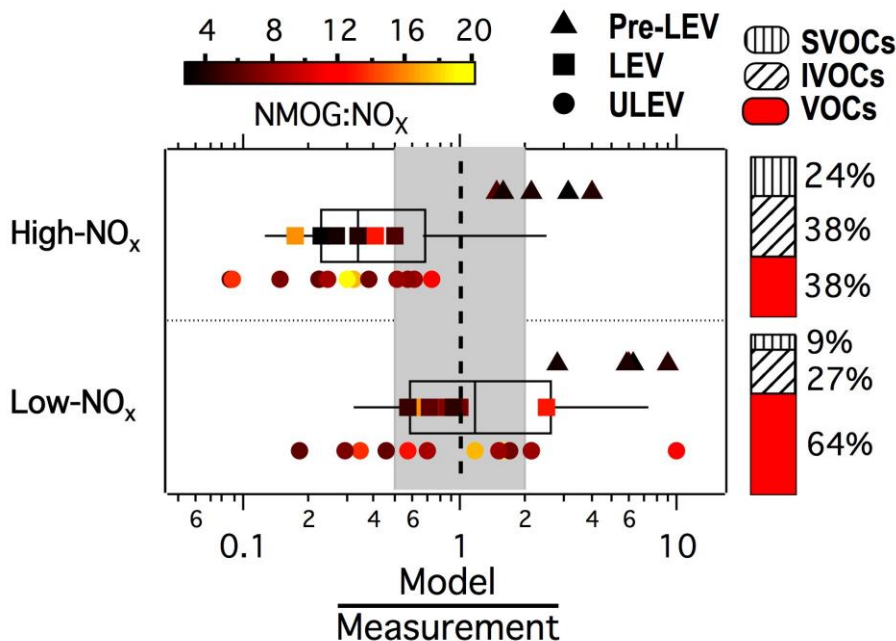 4 8 12 16 20
NMOG:NOX
Pre-LEV
LEV
ULEV
SVOCs
IVOCs
VOCs
High-NOx
24%
38%
38%
Low-NOx
9%
27%
64%
6 2 4 6 2 4 6
0.1 1 10
Model
Measurement